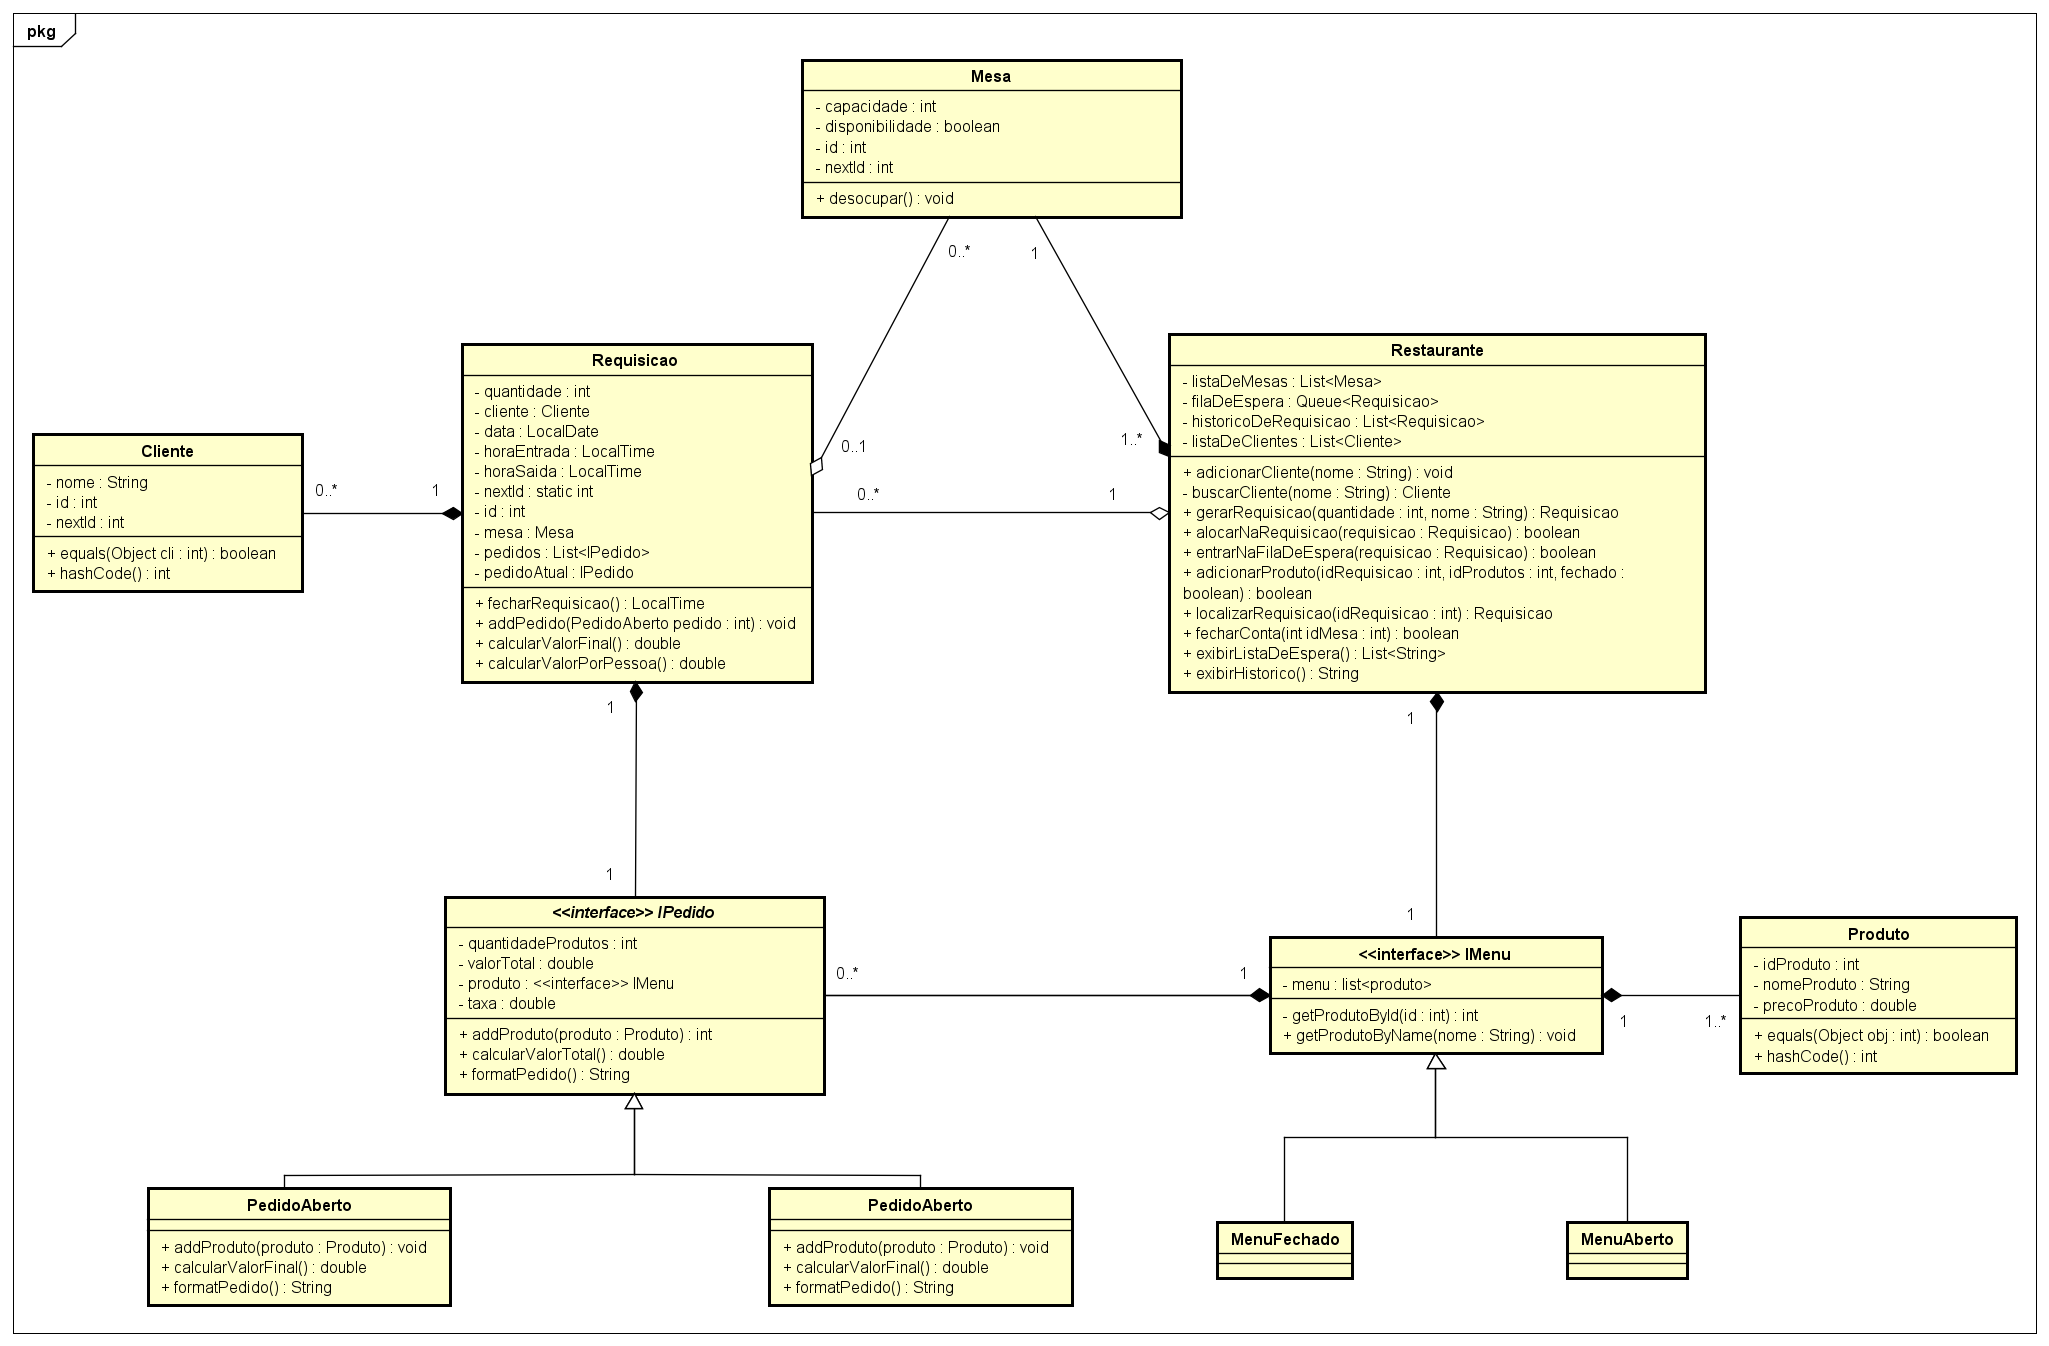 pkg
Mesa
- capacidade : int
- disponibilidade : boolean
- id : int
- nextId : int
+ desocupar() : void
0..*
1
Requisicao
- quantidade : int
- cliente : Cliente
- data : LocalDate
- horaEntrada : LocalTime
- horaSaida : LocalTime
- nextId : static int
- id : int
- mesa : Mesa
- pedidos : List<IPedido>
- pedidoAtual : IPedido
+ fecharRequisicao() : LocalTime
+ addPedido(PedidoAberto pedido : int) : void
+ calcularValorFinal() : double
+ calcularValorPorPessoa() : double
0..1
1..*
0..*
1
Restaurante
- listaDeMesas : List<Mesa>
- filaDeEspera : Queue<Requisicao>
- historicoDeRequisicao : List<Requisicao>
- listaDeClientes : List<Cliente>
+ adicionarCliente(nome : String) : void
- buscarCliente(nome : String) : Cliente
+ gerarRequisicao(quantidade : int, nome : String) : Requisicao
+ alocarNaRequisicao(requisicao : Requisicao) : boolean
+ entrarNaFilaDeEspera(requisicao : Requisicao) : boolean
+ adicionarProduto(idRequisicao : int, idProdutos : int, fechado :
boolean) : boolean
+ localizarRequisicao(idRequisicao : int) : Requisicao
+ fecharConta(int idMesa : int) : boolean
+ exibirListaDeEspera() : List<String>
+ exibirHistorico() : String
Cliente
- nome : String
- id : int
- nextId : int
+ equals(Object cli : int) : boolean
+ hashCode() : int
0..*
1
1
1
1
1
<<interface>> IPedido
- quantidadeProdutos : int
- valorTotal : double
- produto : <<interface>> IMenu
- taxa : double
+ addProduto(produto : Produto) : int
+ calcularValorTotal() : double
+ formatPedido() : String
0..*
1
<<interface>> IMenu
- menu : list<produto>
- getProdutoById(id : int) : int
+ getProdutoByName(nome : String) : void
1
1..*
Produto
- idProduto : int
- nomeProduto : String
- precoProduto : double
+ equals(Object obj : int) : boolean
+ hashCode() : int
PedidoAberto
+ addProduto(produto : Produto) : void
+ calcularValorFinal() : double
+ formatPedido() : String
PedidoAberto
+ addProduto(produto : Produto) : void
+ calcularValorFinal() : double
+ formatPedido() : String
MenuFechado
MenuAberto